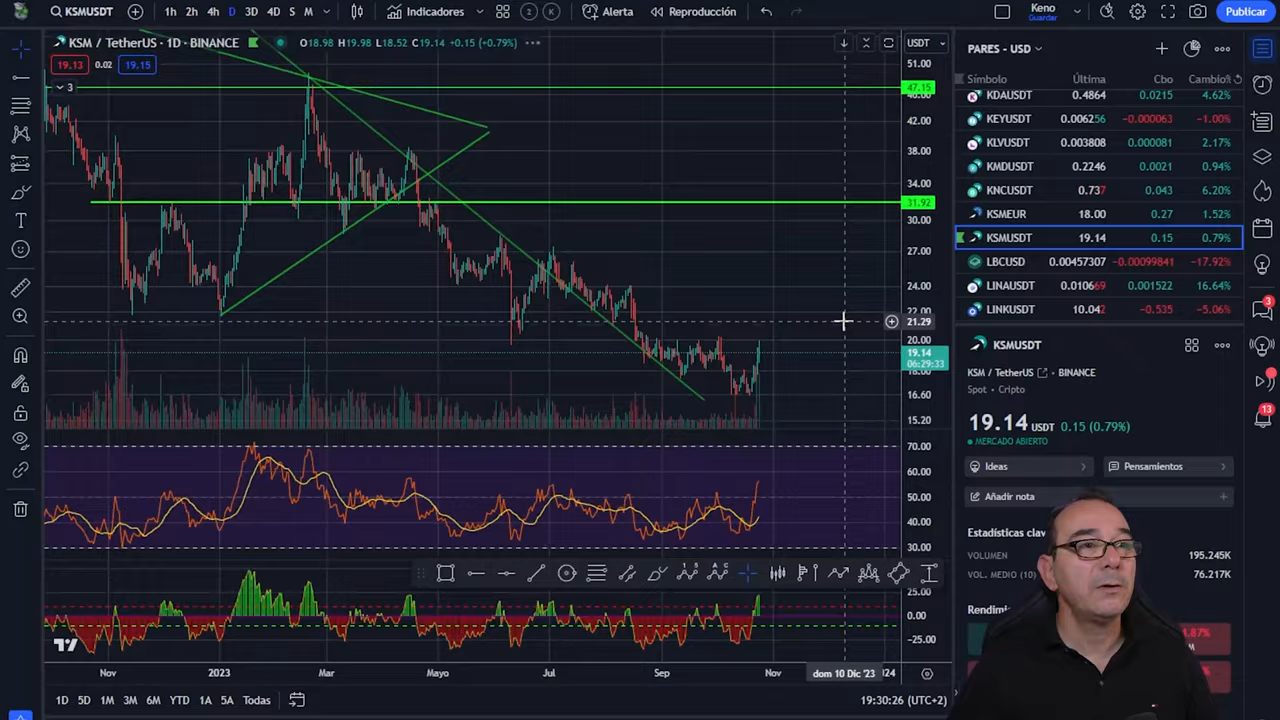 KSMUSDT
1h 2h 4H D 3D 4D S M
Indicadores
2 K
Alerta
Reproducción
Keno
Guardar
Publicar
KSM / TetherUS · 1D · BINANCE
O18.98 H19.98 L18.52 C19.14 +0.15 (+0.79%)
USDT
19.13 0.02 19.15
3
51.00
47.15
42.00
38.00
34.00
31.92
30.00
27.00
24.00
22.00
21.29
20.00
19.14
06:29:33
18.00
16.60
15.20
70.00
60.00
50.00
40.00
30.00
25.00
0.00
−25.00
Nov 2023 Mar Mayo Jul Sep Nov
dom 10 Dic '23
1D 5D 1M 3M 6M YTD 1A 5A Todas
19:30:26 (UTC+2)
PARES - USD
Símbolo Última Cbo Cambio%
KDAUSDT 0.4864 0.0215 4.62%
KEYUSDT 0.006256 −0.000063 −1.00%
KLVUSDT 0.003808 0.000081 2.17%
KMDUSDT 0.2246 0.0021 0.94%
KNCUSDT 0.737 0.043 6.20%
KSMEUR 18.00 0.27 1.52%
KSMUSDT 19.14 0.15 0.79%
LBCUSD 0.00457307 −0.00099841 −17.92%
LINAUSDT 0.010669 0.001522 16.64%
LINKUSDT 10.042 −0.535 −5.06%
KSMUSDT
KSM / TetherUS · BINANCE
Spot · Cripto
19.14 USDT 0.15 (0.79%)
MERCADO ABIERTO
Ideas
Pensamientos
Añadir nota
Estadísticas clav
VOLUMEN 195.245K
VOL. MEDIO (10) 76.217K
Rendimi
3
13